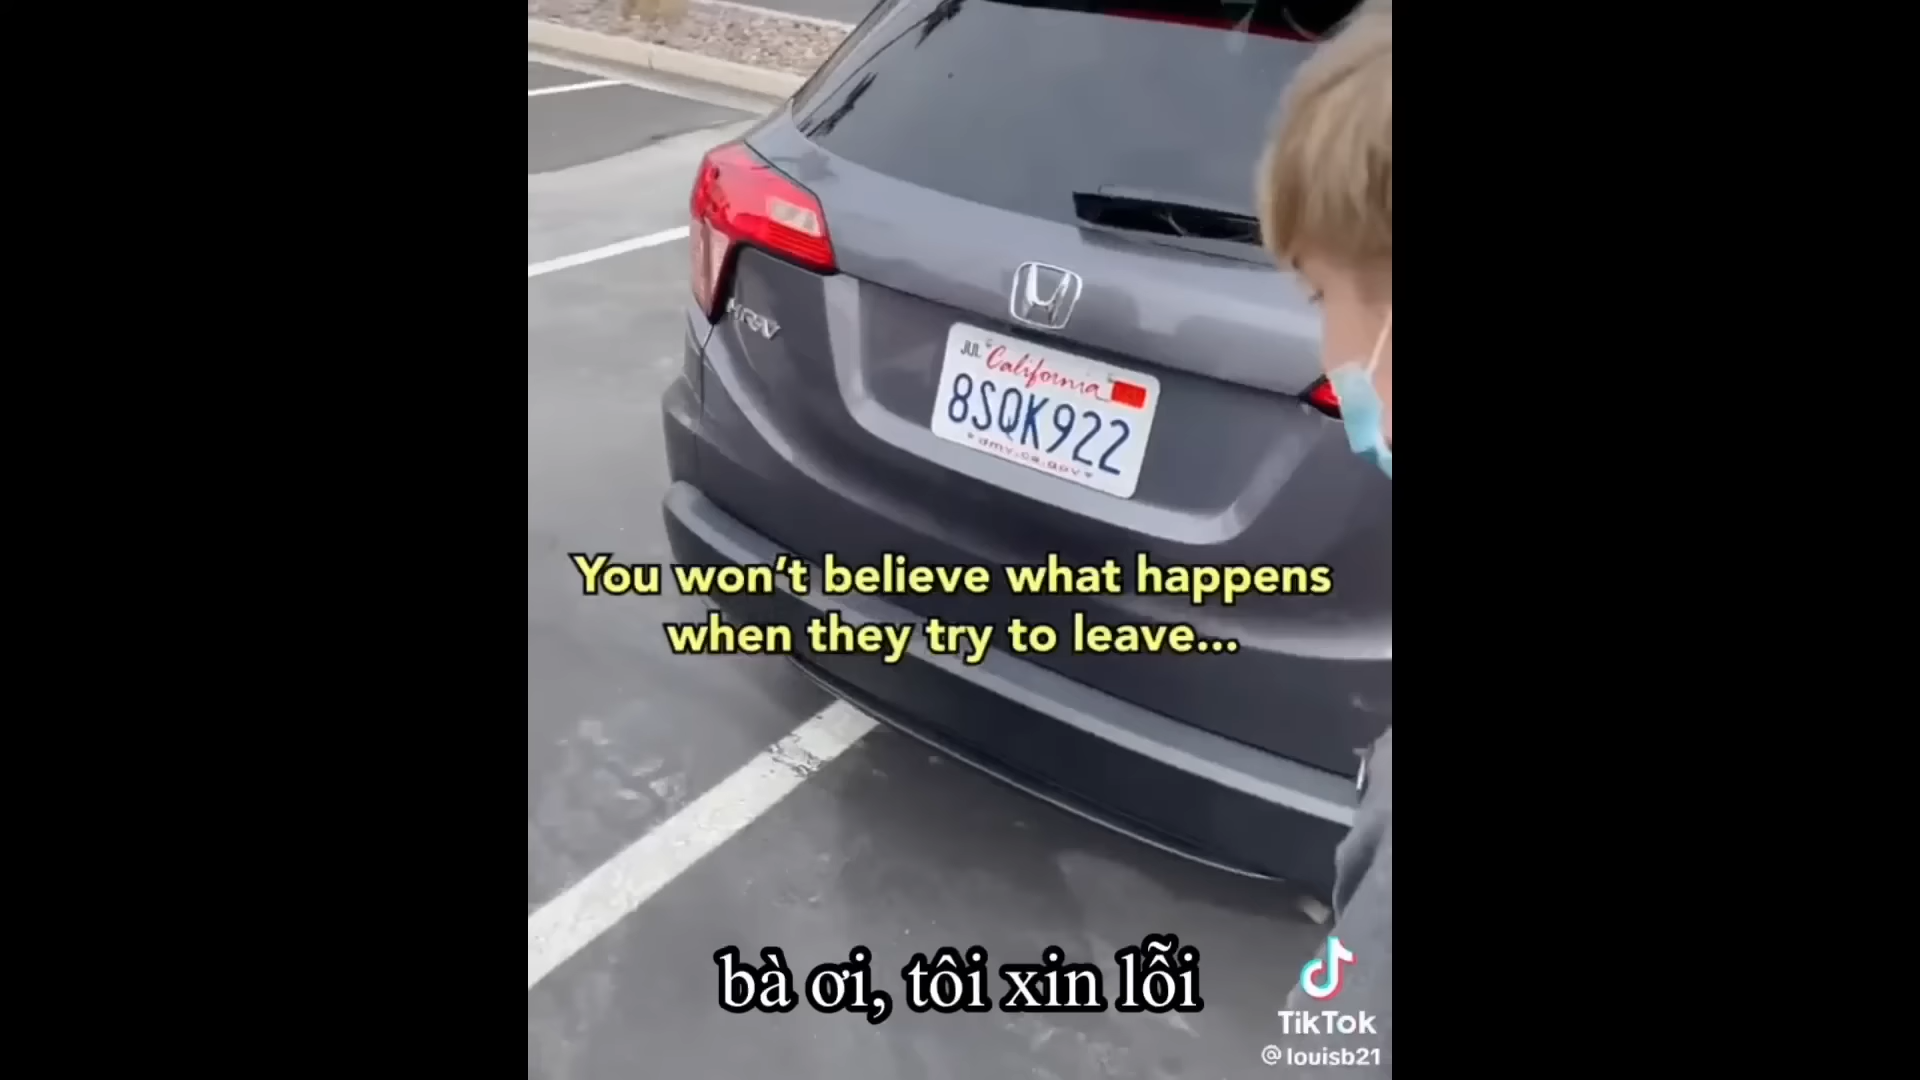 HR-V
JUL California
8SQK922
dmv.ca.gov
You won't believe what happens
when they try to leave...
bà ơi, tôi xin lỗi
TikTok
@louisb21